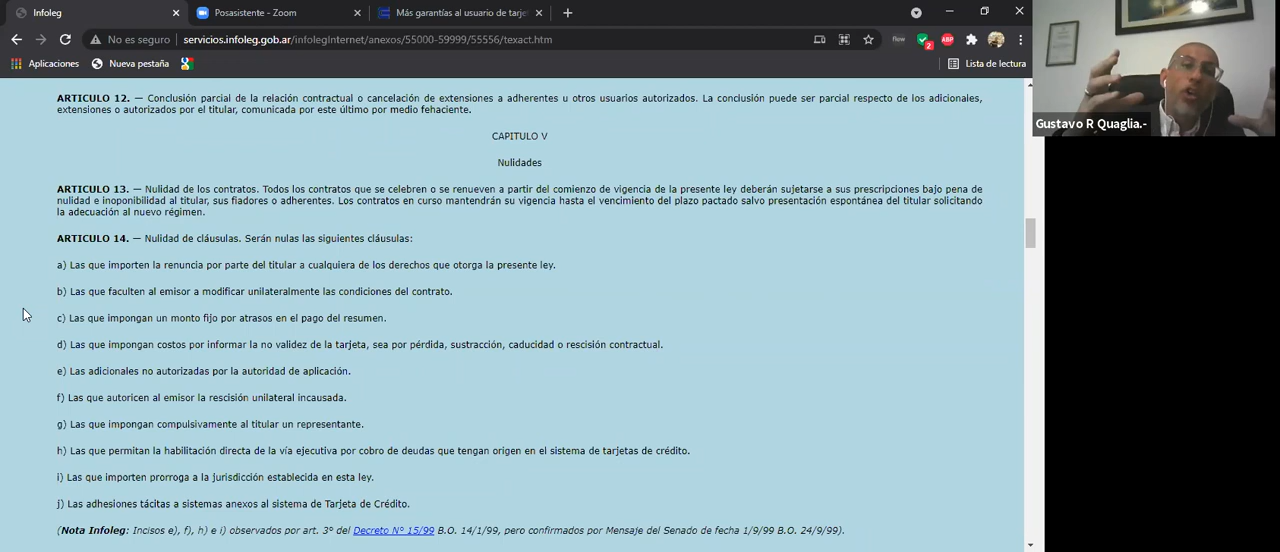 Infoleg
Posasistente - Zoom
Más garantías al usuario de tarje
No es seguro
servicios.infoleg.gob.ar/infolegInternet/anexos/55000-59999/55556/texact.htm
flow
2
ABP
Aplicaciones
Nueva pestaña
Lista de lectura
Gustavo R Quaglia.-
ARTICULO 12. — Conclusión parcial de la relación contractual o cancelación de extensiones a adherentes u otros usuarios autorizados. La conclusión puede ser parcial respecto de los adicionales,
extensiones o autorizados por el titular, comunicada por este último por medio fehaciente.
CAPITULO V
Nulidades
ARTICULO 13. — Nulidad de los contratos. Todos los contratos que se celebren o se renueven a partir del comienzo de vigencia de la presente ley deberán sujetarse a sus prescripciones bajo pena de
nulidad e inoponibilidad al titular, sus fiadores o adherentes. Los contratos en curso mantendrán su vigencia hasta el vencimiento del plazo pactado salvo presentación espontánea del titular solicitando
la adecuación al nuevo régimen.
ARTICULO 14. — Nulidad de cláusulas. Serán nulas las siguientes cláusulas:
a) Las que importen la renuncia por parte del titular a cualquiera de los derechos que otorga la presente ley.
b) Las que faculten al emisor a modificar unilateralmente las condiciones del contrato.
c) Las que impongan un monto fijo por atrasos en el pago del resumen.
d) Las que impongan costos por informar la no validez de la tarjeta, sea por pérdida, sustracción, caducidad o rescisión contractual.
e) Las adicionales no autorizadas por la autoridad de aplicación.
f) Las que autoricen al emisor la rescisión unilateral incausada.
g) Las que impongan compulsivamente al titular un representante.
h) Las que permitan la habilitación directa de la vía ejecutiva por cobro de deudas que tengan origen en el sistema de tarjetas de crédito.
i) Las que importen prorroga a la jurisdicción establecida en esta ley.
j) Las adhesiones tácitas a sistemas anexos al sistema de Tarjeta de Crédito.
(Nota Infoleg: Incisos e), f), h) e i) observados por art. 3º del Decreto N° 15/99 B.O. 14/1/99, pero confirmados por Mensaje del Senado de fecha 1/9/99 B.O. 24/9/99).